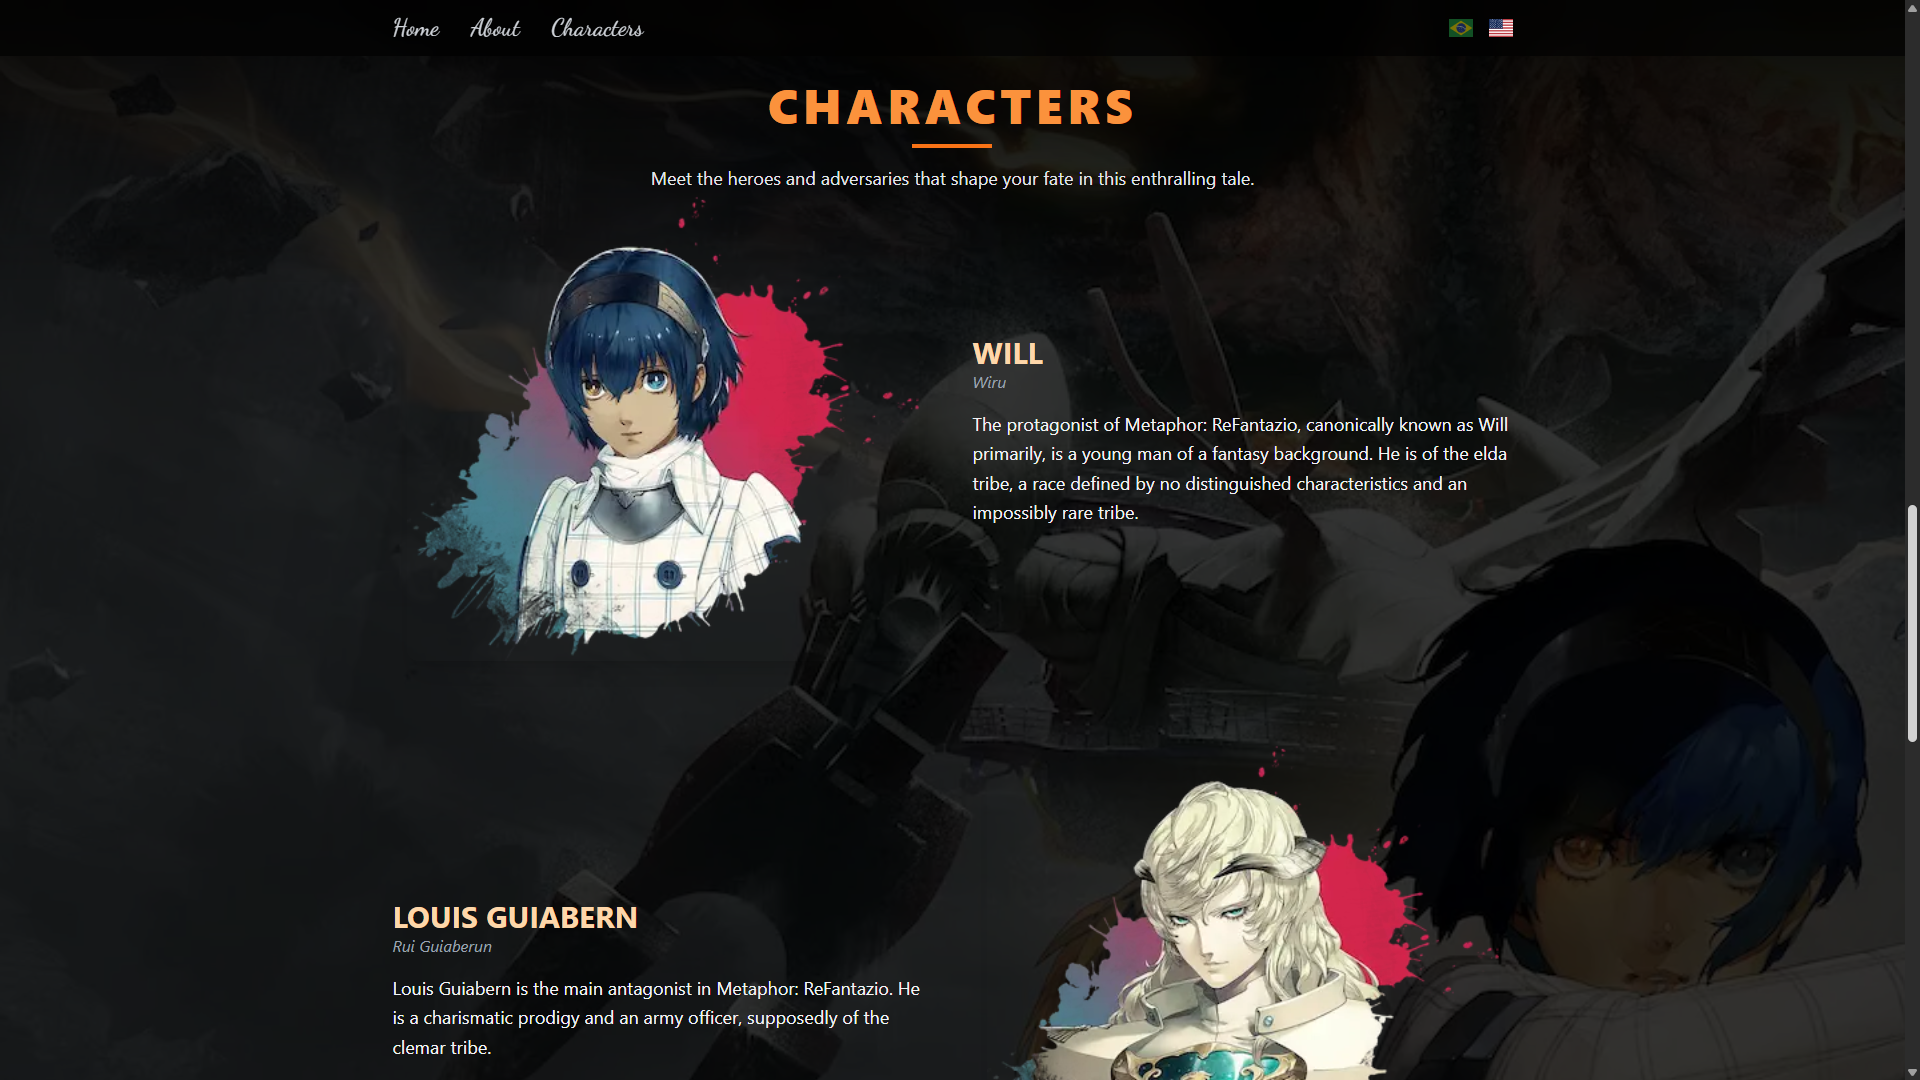 Home About Characters
CHARACTERS
Meet the heroes and adversaries that shape your fate in this enthralling tale.
WILL
Wiru
The protagonist of Metaphor: ReFantazio, canonically known as Will
primarily, is a young man of a fantasy background. He is of the elda
tribe, a race defined by no distinguished characteristics and an
impossibly rare tribe.
LOUIS GUIABERN
Rui Guiaberun
Louis Guiabern is the main antagonist in Metaphor: ReFantazio. He
is a charismatic prodigy and an army officer, supposedly of the
clemar tribe.